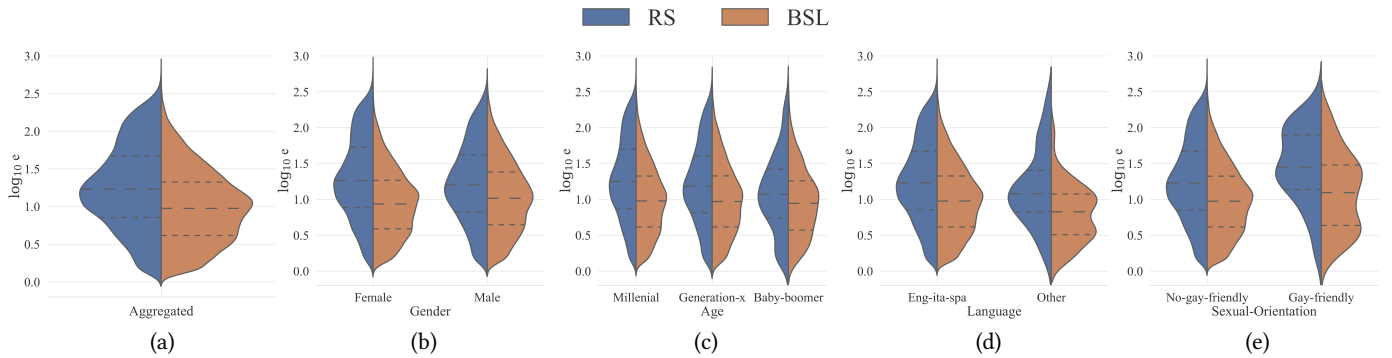 RS BSL
3.0
2.5
2.0
1.5
1.0
0.5
0.0
log10 e
Aggregated
(a)
3.0
2.5
2.0
1.5
1.0
0.5
0.0
log10 e
Female Male
Gender
(b)
3.0
2.5
2.0
1.5
1.0
0.5
0.0
log10 e
Millenial Generation-x Baby-boomer
Age
(c)
3.0
2.5
2.0
1.5
1.0
0.5
0.0
log10 e
Eng-ita-spa Other
Language
(d)
3.0
2.5
2.0
1.5
1.0
0.5
0.0
log10 e
No-gay-friendly Gay-friendly
Sexual-Orientation
(e)